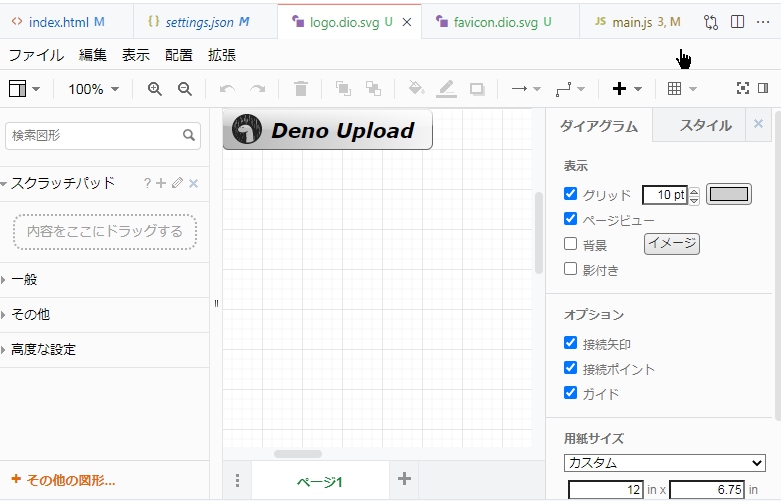 index.html M settings.json M logo.dio.svg U favicon.dio.svg U main.js 3, M
ファイル 編集 表示 配置 拡張
100%
検索図形
スクラッチパッド ?
内容をここにドラッグする
一般
その他
高度な設定
その他の図形...
Deno Upload
ページ1
ダイアグラム スタイル
表示
グリッド 10 pt
ページビュー
背景 イメージ
影付き
オプション
接続矢印
接続ポイント
ガイド
用紙サイズ
カスタム
12 in x 6.75 in